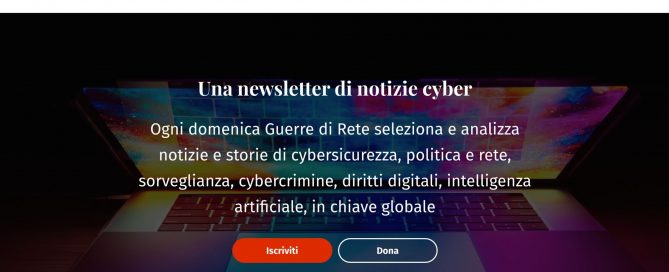 Una newsletter di notizie cyber
Ogni domenica Guerre di Rete seleziona e analizza
notizie e storie di cybersicurezza, politica e rete,
sorveglianza, cybercrimine, diritti digitali, intelligenza
artificiale, in chiave globale
Iscriviti
Dona